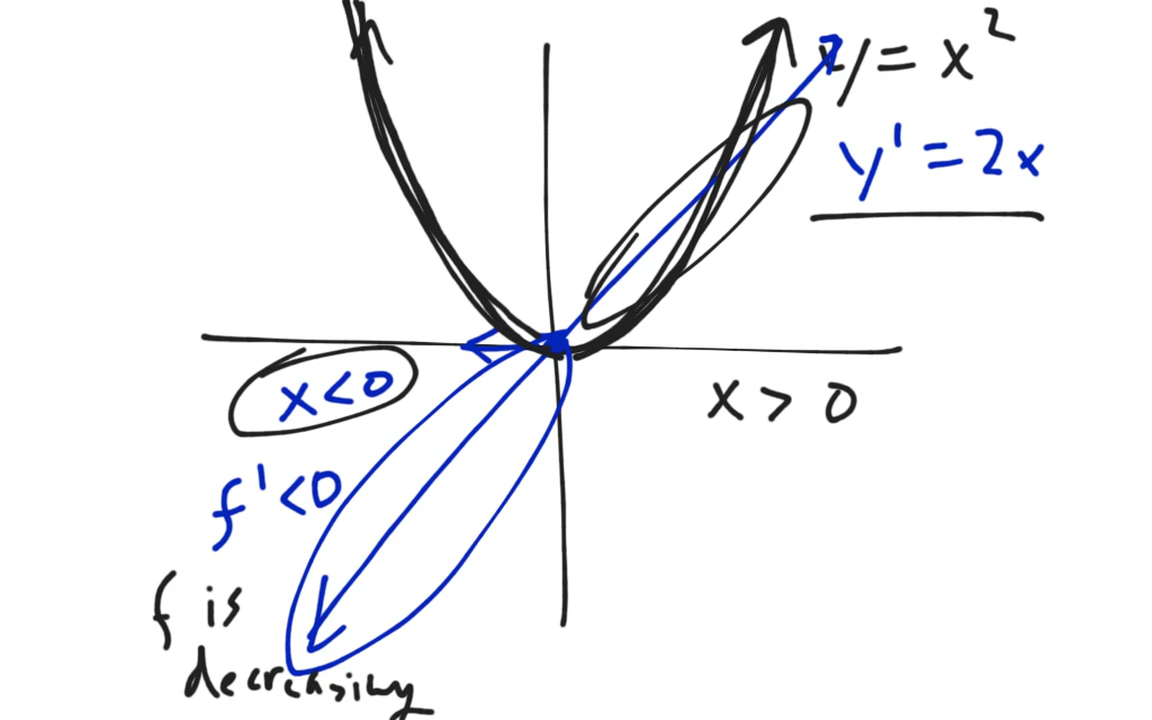 y = x²
y' = 2x
x < 0
x > 0
f' < 0
f is
decreasing